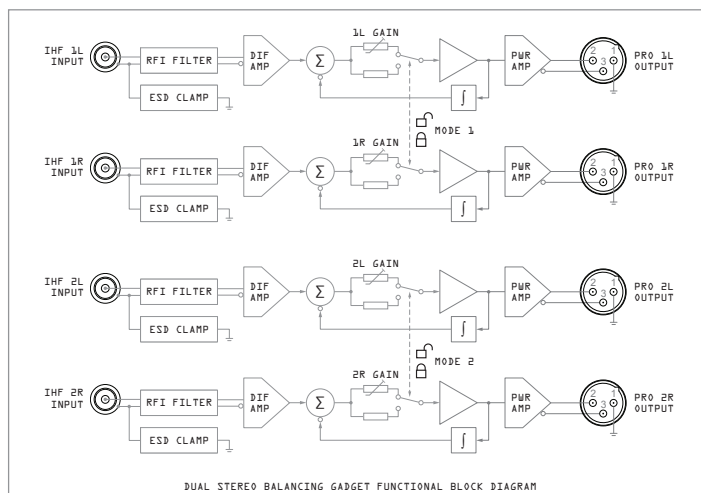 1L GAIN
IHF 1L
INPUT
RFI FILTER
DIF
AMP
Σ
PWR
AMP
2 1
3
PRO 1L
OUTPUT
ESD CLAMP
∫
MODE 1
1R GAIN
IHF 1R
INPUT
RFI FILTER
DIF
AMP
Σ
PWR
AMP
2 1
3
PRO 1R
OUTPUT
ESD CLAMP
∫
2L GAIN
IHF 2L
INPUT
RFI FILTER
DIF
AMP
Σ
PWR
AMP
2 1
3
PRO 2L
OUTPUT
ESD CLAMP
∫
MODE 2
2R GAIN
IHF 2R
INPUT
RFI FILTER
DIF
AMP
Σ
PWR
AMP
2 1
3
PRO 2R
OUTPUT
ESD CLAMP
∫
DUAL STEREO BALANCING GADGET FUNCTIONAL BLOCK DIAGRAM